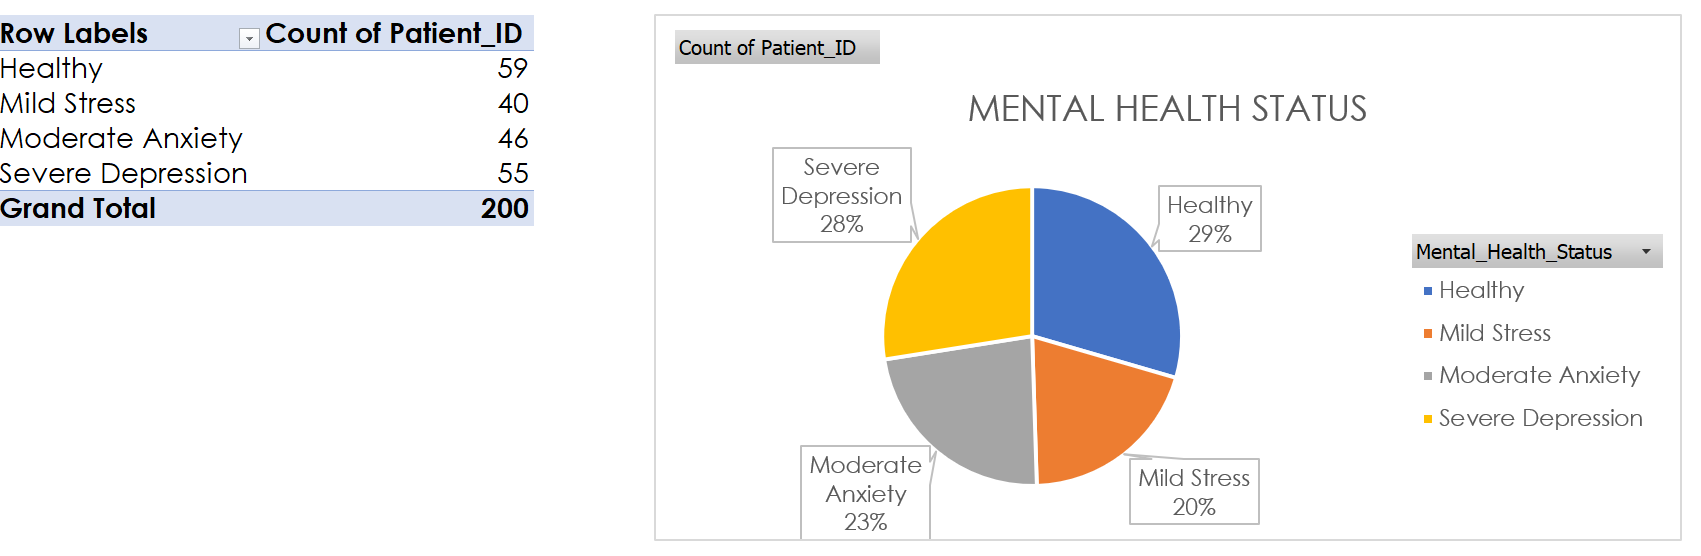 Row Labels Count of Patient_ID
Healthy 59
Mild Stress 40
Moderate Anxiety 46
Severe Depression 55
Grand Total 200
Count of Patient_ID
MENTAL HEALTH STATUS
Severe
Depression
28%
Healthy
29%
Moderate
Anxiety
23%
Mild Stress
20%
Mental_Health_Status
Healthy
Mild Stress
Moderate Anxiety
Severe Depression